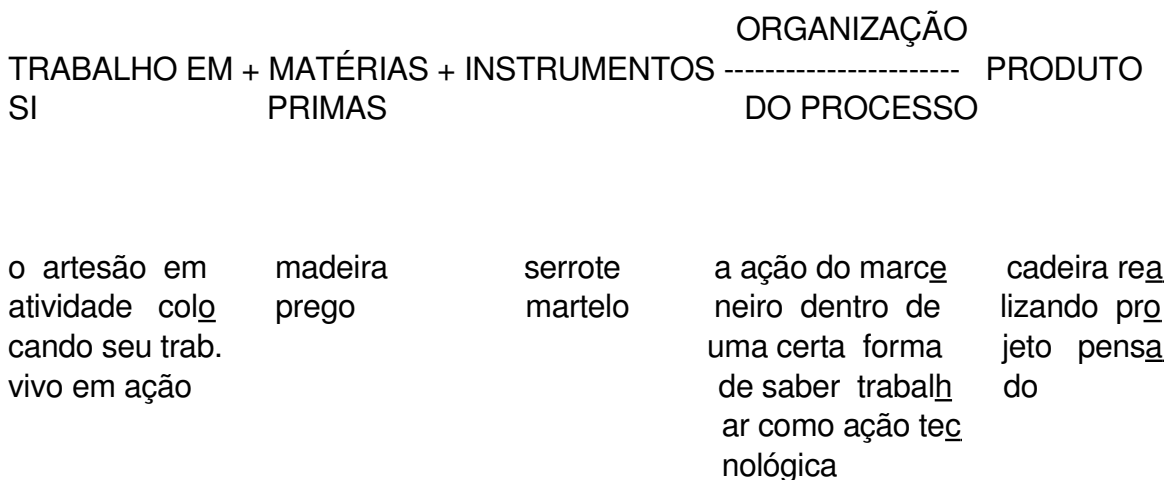 ORGANIZAÇÃO
TRABALHO EM + MATÉRIAS + INSTRUMENTOS ----------------------- PRODUTO
SI PRIMAS DO PROCESSO
o artesão em madeira serrote a ação do marce cadeira rea
atividade colo prego martelo neiro dentro de lizando pro
cando seu trab. uma certa forma jeto pensa
vivo em ação de saber trabalh do
ar como ação tec
nológica